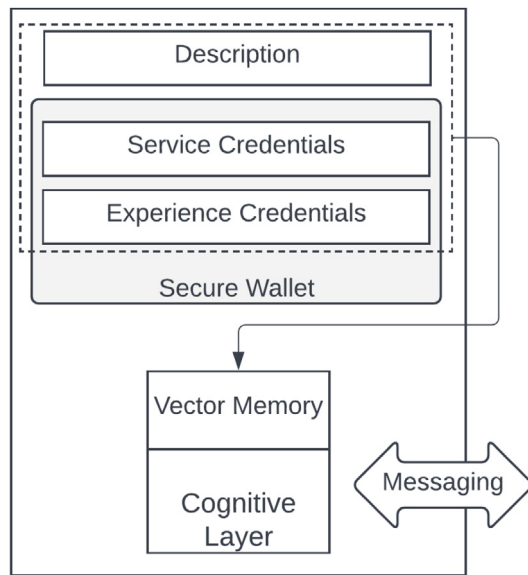 Description
Service Credentials
Experience Credentials
Secure Wallet
Vector Memory
Messaging
Cognitive
Layer